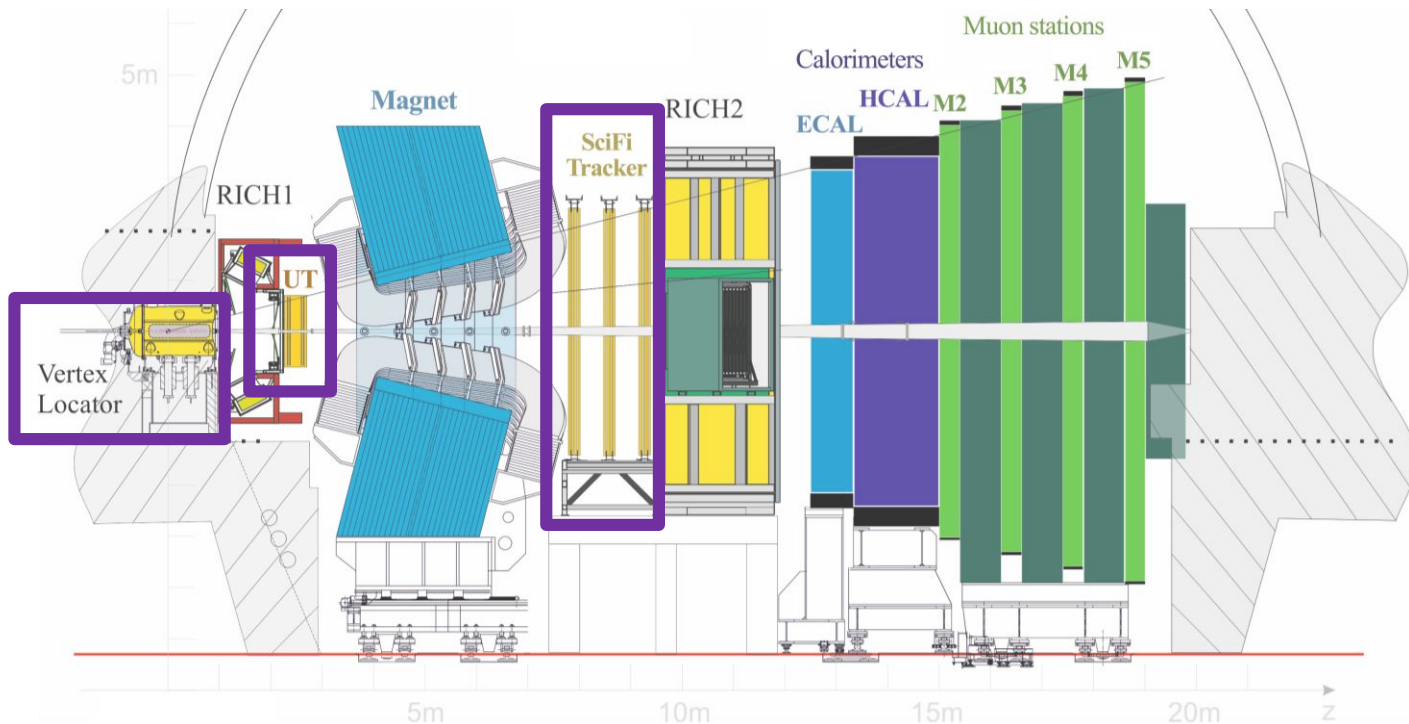 Muon stations
5m
Calorimeters
M5
M4
M3
Magnet
HCAL
M2
RICH2
ECAL
SciFi
Tracker
RICH1
UT
Vertex
Locator
5m
10m
15m
20m
z